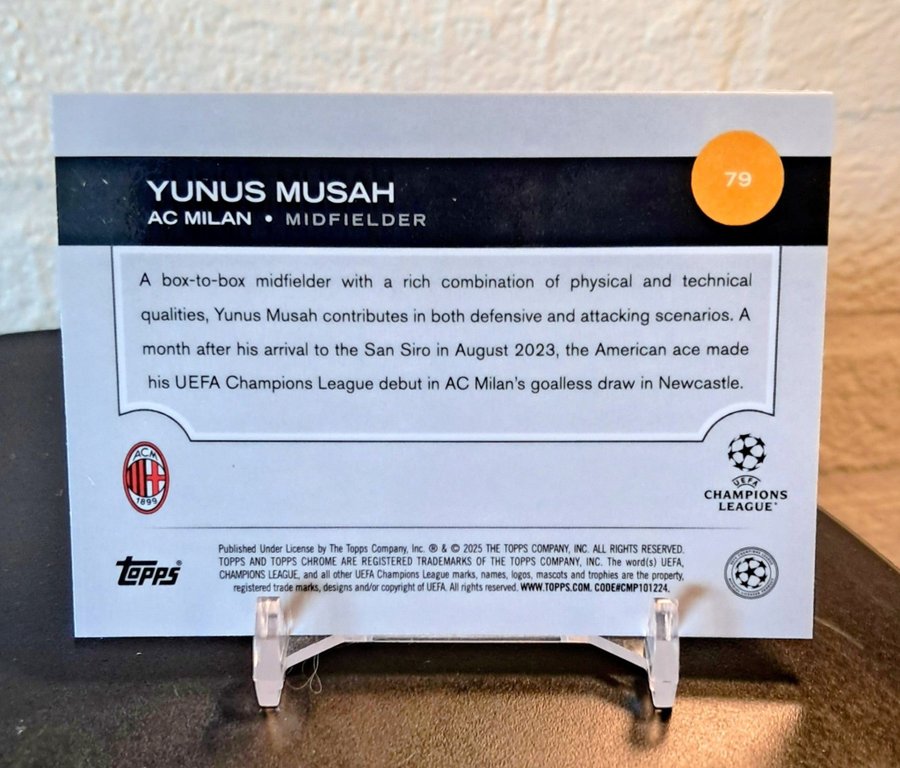 YUNUS MUSAH
79
AC MILAN • MIDFIELDER
A box-to-box midfielder with a rich combination of physical and technical
qualities, Yunus Musah contributes in both defensive and attacking scenarios. A
month after his arrival to the San Siro in August 2023, the American ace made
his UEFA Champions League debut in AC Milan's goalless draw in Newcastle.
ACM
1899
UEFA
CHAMPIONS
LEAGUE®
Topps®
Published Under License by The Topps Company, Inc. ® & © 2025 THE TOPPS COMPANY, INC. ALL RIGHTS RESERVED.
TOPPS AND TOPPS CHROME ARE REGISTERED TRADEMARKS OF THE TOPPS COMPANY, INC. The word(s) UEFA,
CHAMPIONS LEAGUE, and all other UEFA Champions League marks, names, logos, mascots and trophies are the property,
registered trade marks, designs and/or copyright of UEFA. All rights reserved. WWW.TOPPS.COM. CODE#CMP101224.